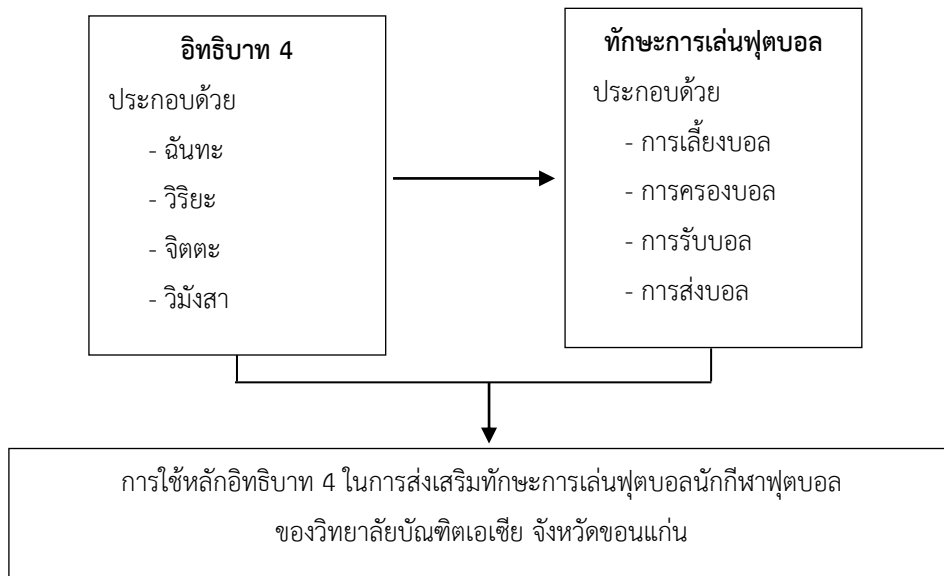 อิทธิบาท 4
ประกอบด้วย
- ฉันทะ
- วิริยะ
- จิตตะ
- วิมังสา
ทักษะการเล่นฟุตบอล
ประกอบด้วย
- การเลี้ยงบอล
- การครองบอล
- การรับบอล
- การส่งบอล
การใช้หลักอิทธิบาท 4 ในการส่งเสริมทักษะการเล่นฟุตบอลนักกีฬาฟุตบอล
ของวิทยาลัยบัณฑิตเอเซีย จังหวัดขอนแก่น